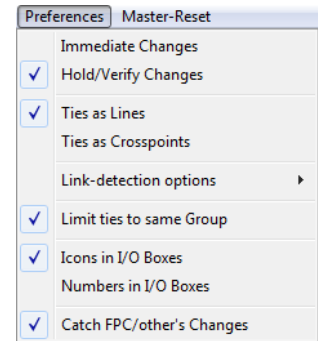 Preferences Master-Reset
Immediate Changes
Hold/Verify Changes
Ties as Lines
Ties as Crosspoints
Link-detection options
Limit ties to same Group
Icons in I/O Boxes
Numbers in I/O Boxes
Catch FPC/other's Changes